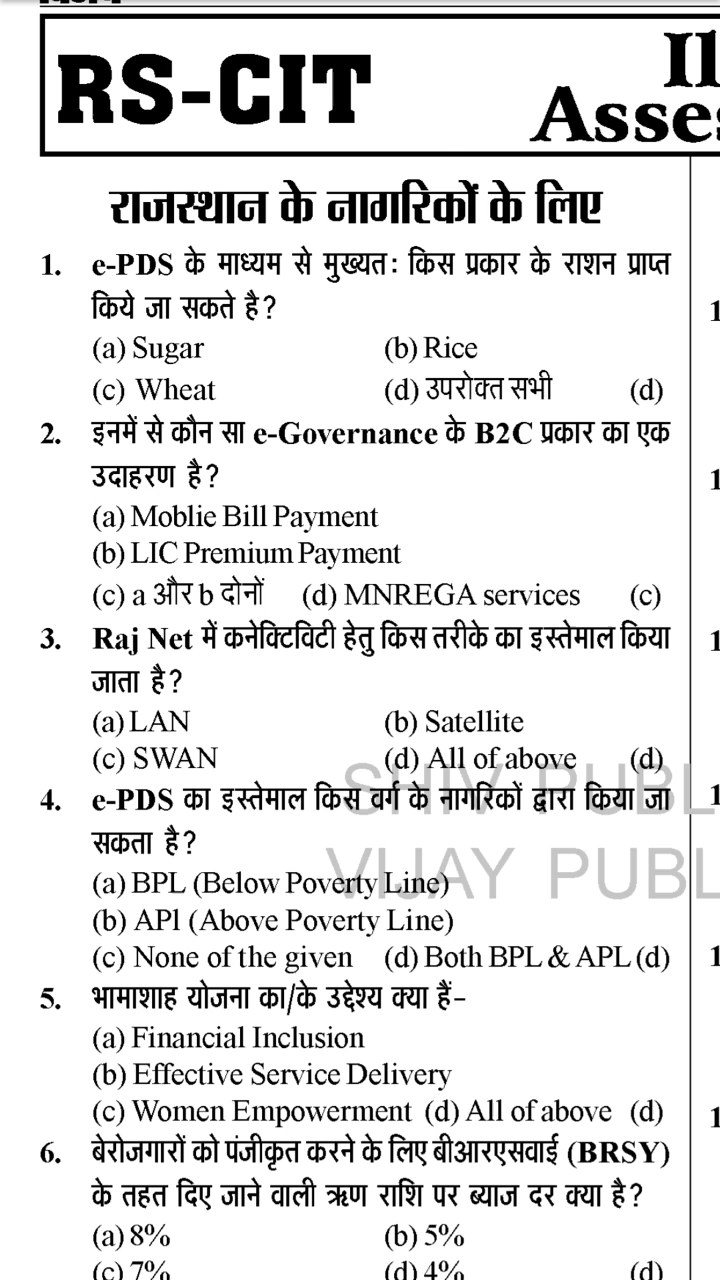 RS-CIT
राजस्थान के नागरिकों के लिए
1. e-PDS के माध्यम से मुख्यतः किस प्रकार के राशन प्राप्त
किये जा सकते है?
(a) Sugar (b) Rice
(c) Wheat (d) उपरोक्त सभी (d)
2. इनमें से कौन सा e-Governance के B2C प्रकार का एक
उदाहरण है?
(a) Moblie Bill Payment
(b) LIC Premium Payment
(c) a और b दोनों (d) MNREGA services (c)
3. Raj Net में कनेक्टिविटी हेतु किस तरीके का इस्तेमाल किया
जाता है?
(a) LAN (b) Satellite
(c) SWAN (d) All of above (d)
SHIV PUBL
4. e-PDS का इस्तेमाल किस वर्ग के नागरिकों द्वारा किया जा
सकता है?
VIJAY PUBL
(a) BPL (Below Poverty Line)
(b) APl (Above Poverty Line)
(c) None of the given (d) Both BPL & APL (d)
5. भामाशाह योजना का/के उद्देश्य क्या हैं-
(a) Financial Inclusion
(b) Effective Service Delivery
(c) Women Empowerment (d) All of above (d)
6. बेरोजगारों को पंजीकृत करने के लिए बीआरएसवाई (BRSY)
के तहत दिए जाने वाली ऋण राशि पर ब्याज दर क्या है?
(a) 8% (b) 5%
(c) 7% (d) 4% (d)